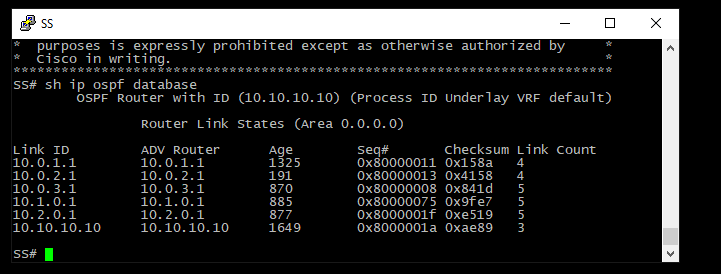 SS
*  purposes is expressly prohibited except as otherwise authorized by     *
*  Cisco in writing.                                                      *
***************************************************************************
SS# sh ip ospf database
        OSPF Router with ID (10.10.10.10) (Process ID Underlay VRF default)
                Router Link States (Area 0.0.0.0)
Link ID         ADV Router      Age        Seq#       Checksum Link Count
10.0.1.1        10.0.1.1        1325       0x80000011 0x158a   4
10.0.2.1        10.0.2.1        191        0x80000013 0x4158   4
10.0.3.1        10.0.3.1        870        0x80000008 0x841d   5
10.1.0.1        10.1.0.1        885        0x80000075 0x9fe7   5
10.2.0.1        10.2.0.1        877        0x8000001f 0xe519   5
10.10.10.10     10.10.10.10     1649       0x8000001a 0xae89   3
SS#